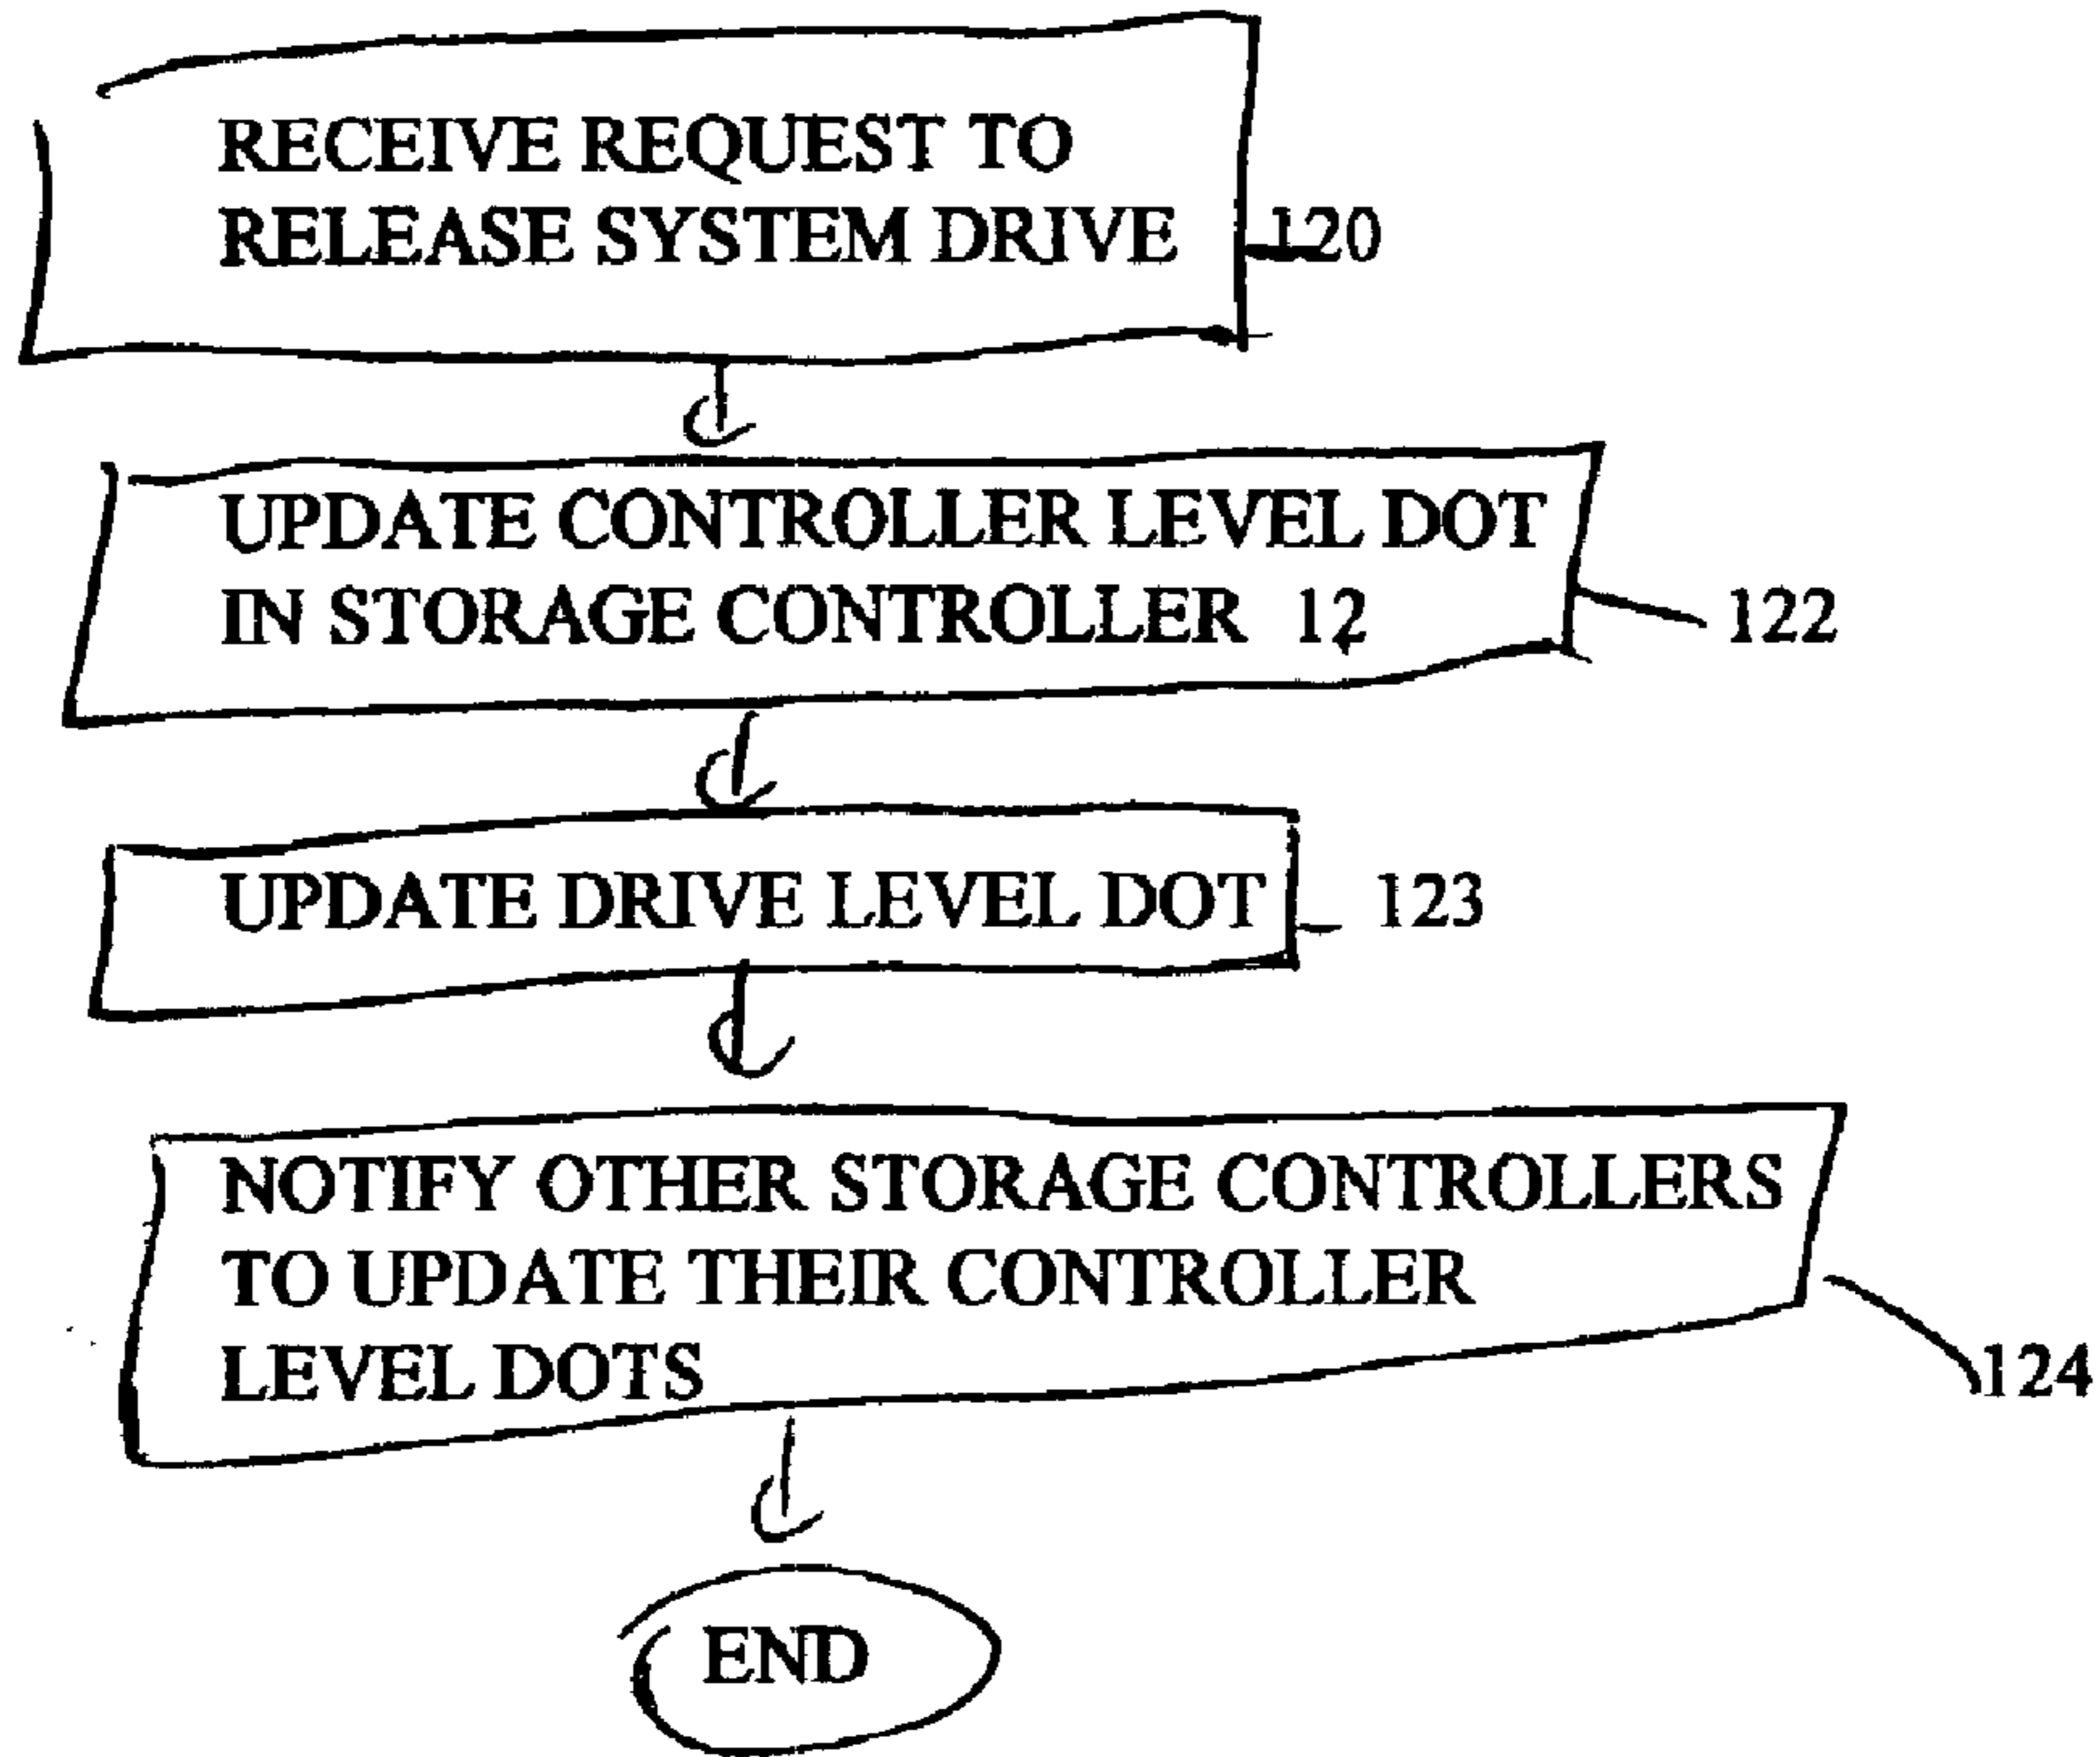 RECEIVE REQUEST TO
RELEASE SYSTEM DRIVE
120
UPDATE CONTROLLER LEVEL DOT
IN STORAGE CONTROLLER 12
122
UPDATE DRIVE LEVEL DOT
123
NOTIFY OTHER STORAGE CONTROLLERS
TO UPDATE THEIR CONTROLLER
LEVEL DOTS
124
END